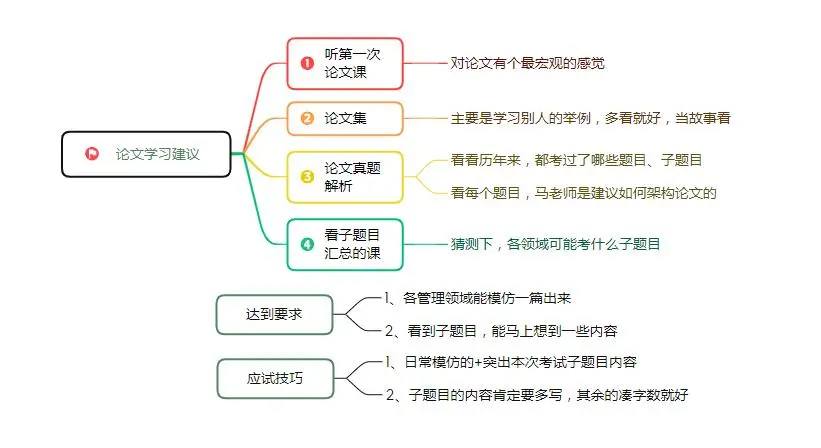 论文学习建议
1 听第一次
论文课
对论文有个最宏观的感觉
2 论文集
主要是学习别人的举例，多看就好，当故事看
3 论文真题
解析
看看历年来，都考过了哪些题目、子题目
看每个题目，马老师是建议如何架构论文的
4 看子题目
汇总的课
猜测下，各领域可能考什么子题目
达到要求
1、各管理领域能模仿一篇出来
2、看到子题目，能马上想到一些内容
应试技巧
1、日常模仿的+突出本次考试子题目内容
2、子题目的内容肯定要多写，其余的凑字数就好